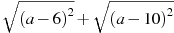 √(a−6)² + √(a−10)²